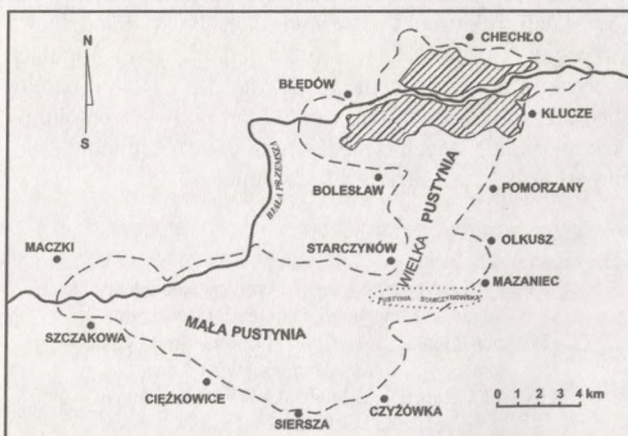 N
S
CHECHŁO
BŁĘDÓW
KLUCZE
BIAŁA PRZEMSZA
BOLESŁAW
WIELKA PUSTYNIA
POMORZANY
MACZKI
STARCZYNÓW
OLKUSZ
MAZANIEC
PUSTYNIA STARCZYNOWSKA
SZCZAKOWA
MAŁA PUSTYNIA
CIĘŻKOWICE
SIERSZA
CZYŻÓWKA
0 1 2 3 4 km